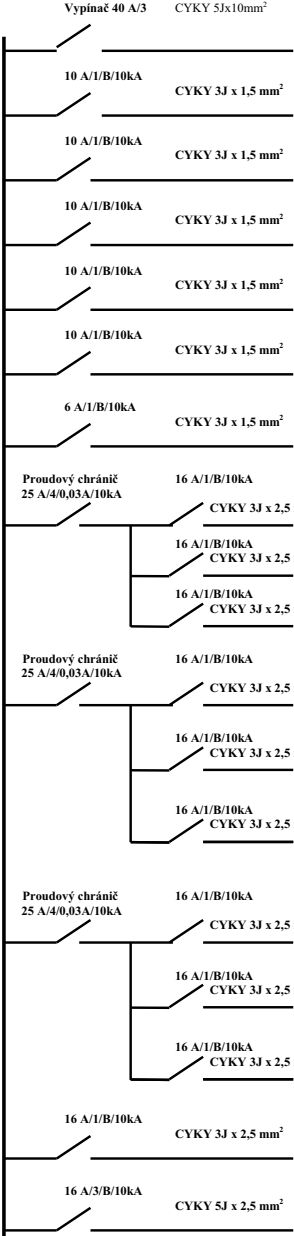 Vypínač 40 A/3 CYKY 5Jx10mm²
10 A/1/B/10kA
CYKY 3J x 1,5 mm²
10 A/1/B/10kA
CYKY 3J x 1,5 mm²
10 A/1/B/10kA
CYKY 3J x 1,5 mm²
10 A/1/B/10kA
CYKY 3J x 1,5 mm²
10 A/1/B/10kA
CYKY 3J x 1,5 mm²
6 A/1/B/10kA
CYKY 3J x 1,5 mm²
Proudový chránič
25 A/4/0,03A/10kA
16 A/1/B/10kA
CYKY 3J x 2,5
16 A/1/B/10kA
CYKY 3J x 2,5
16 A/1/B/10kA
CYKY 3J x 2,5
Proudový chránič
25 A/4/0,03A/10kA
16 A/1/B/10kA
CYKY 3J x 2,5
16 A/1/B/10kA
CYKY 3J x 2,5
16 A/1/B/10kA
CYKY 3J x 2,5
Proudový chránič
25 A/4/0,03A/10kA
16 A/1/B/10kA
CYKY 3J x 2,5
16 A/1/B/10kA
CYKY 3J x 2,5
16 A/1/B/10kA
CYKY 3J x 2,5
16 A/1/B/10kA
CYKY 3J x 2,5 mm²
16 A/3/B/10kA
CYKY 5J x 2,5 mm²